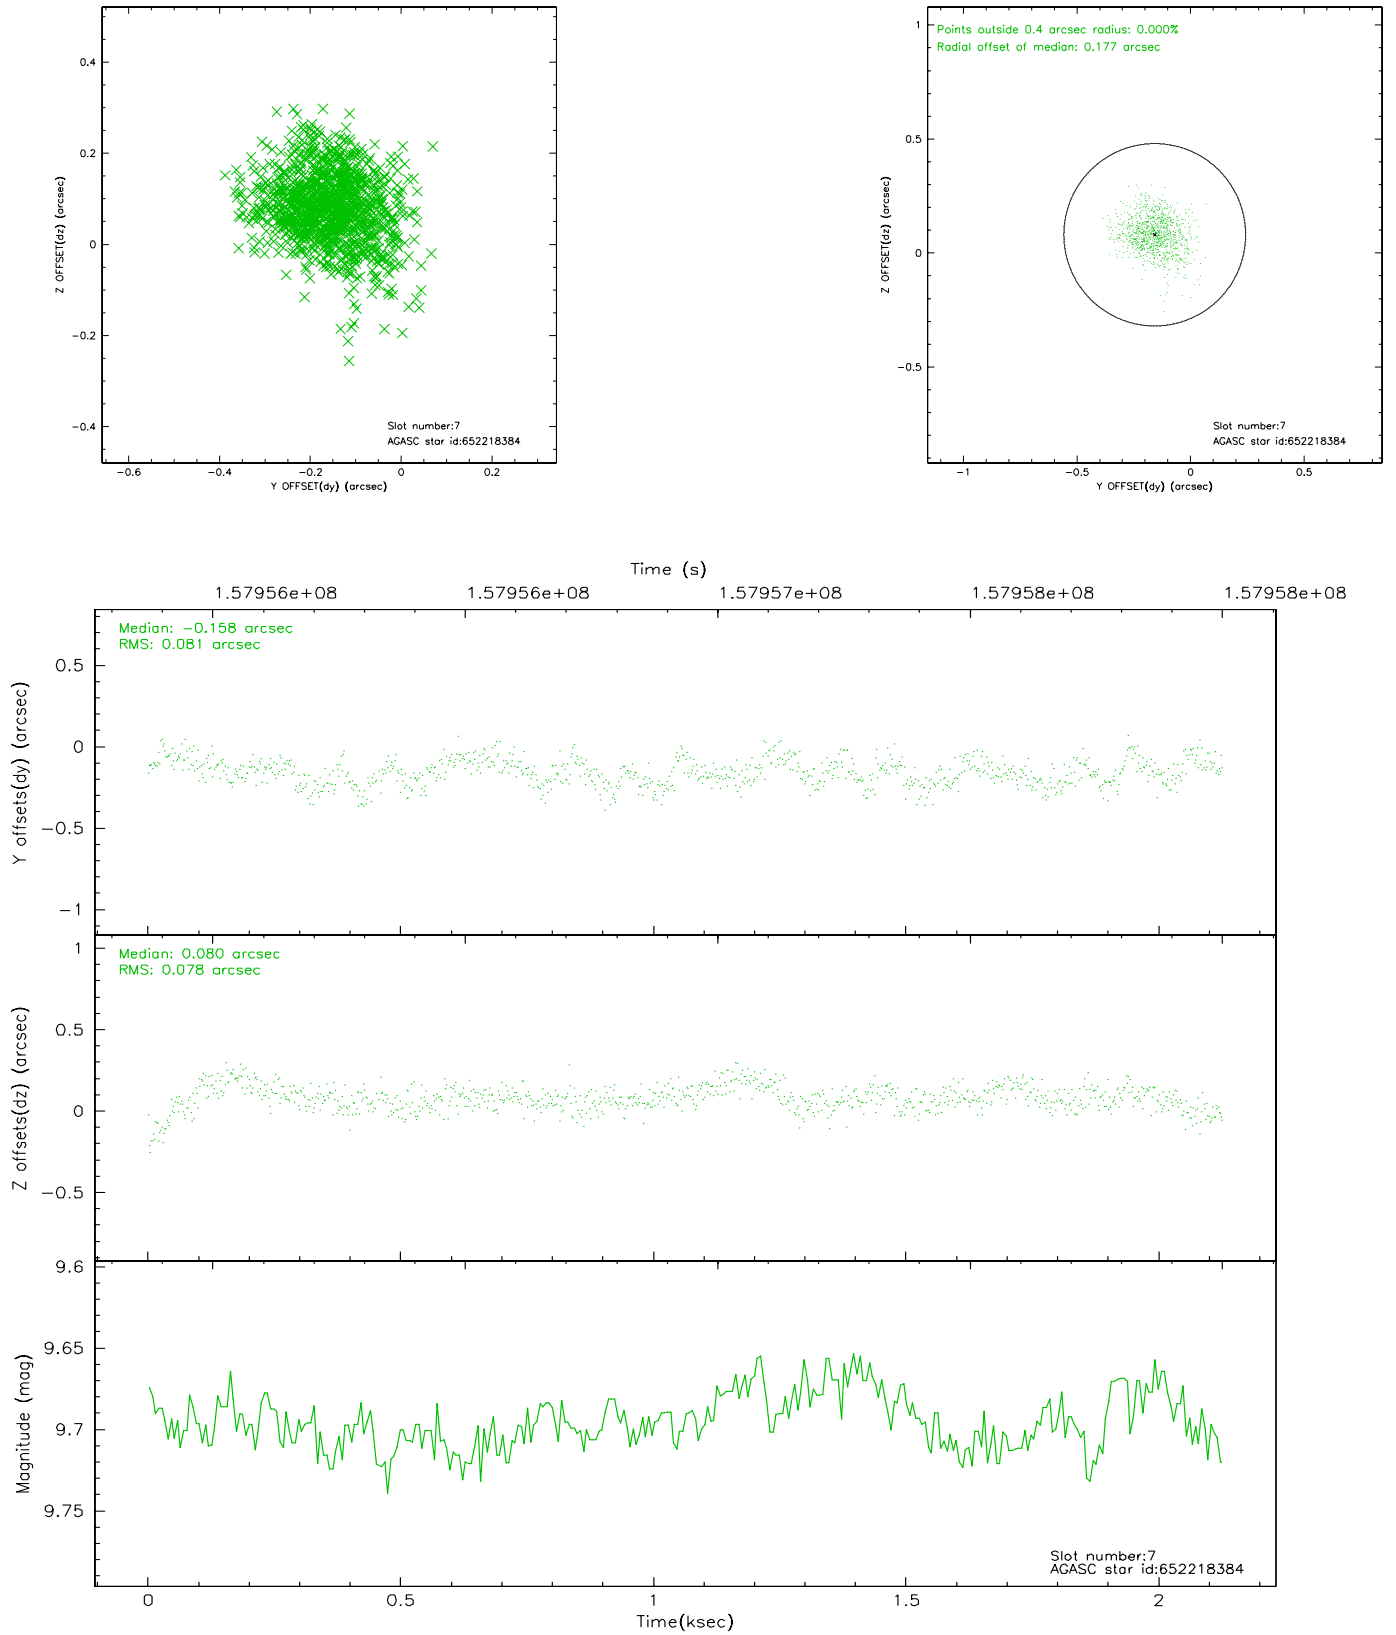 0.4
0.2
0
−0.2
−0.4
Z OFFSET(dz) (arcsec)
Slot number:7
AGASC star id:652218384
−0.6 −0.4 −0.2 0 0.2
Y OFFSET(dy) (arcsec)
Points outside 0.4 arcsec radius: 0.000%
Radial offset of median: 0.177 arcsec
1
0.5
0
−0.5
Z OFFSET(dz) (arcsec)
Slot number:7
AGASC star id:652218384
−1 −0.5 0 0.5
Y OFFSET(dy) (arcsec)
Time (s)
1.57956e+08 1.57956e+08 1.57957e+08 1.57958e+08 1.57958e+08
Median: −0.158 arcsec
RMS: 0.081 arcsec
0.5
0
−0.5
−1
Y offsets(dy) (arcsec)
Median: 0.080 arcsec
RMS: 0.078 arcsec
1
0.5
0
−0.5
Z offsets(dz) (arcsec)
9.6
9.65
9.7
9.75
Magnitude (mag)
Slot number:7
AGASC star id:652218384
0 0.5 1 1.5 2
Time(ksec)